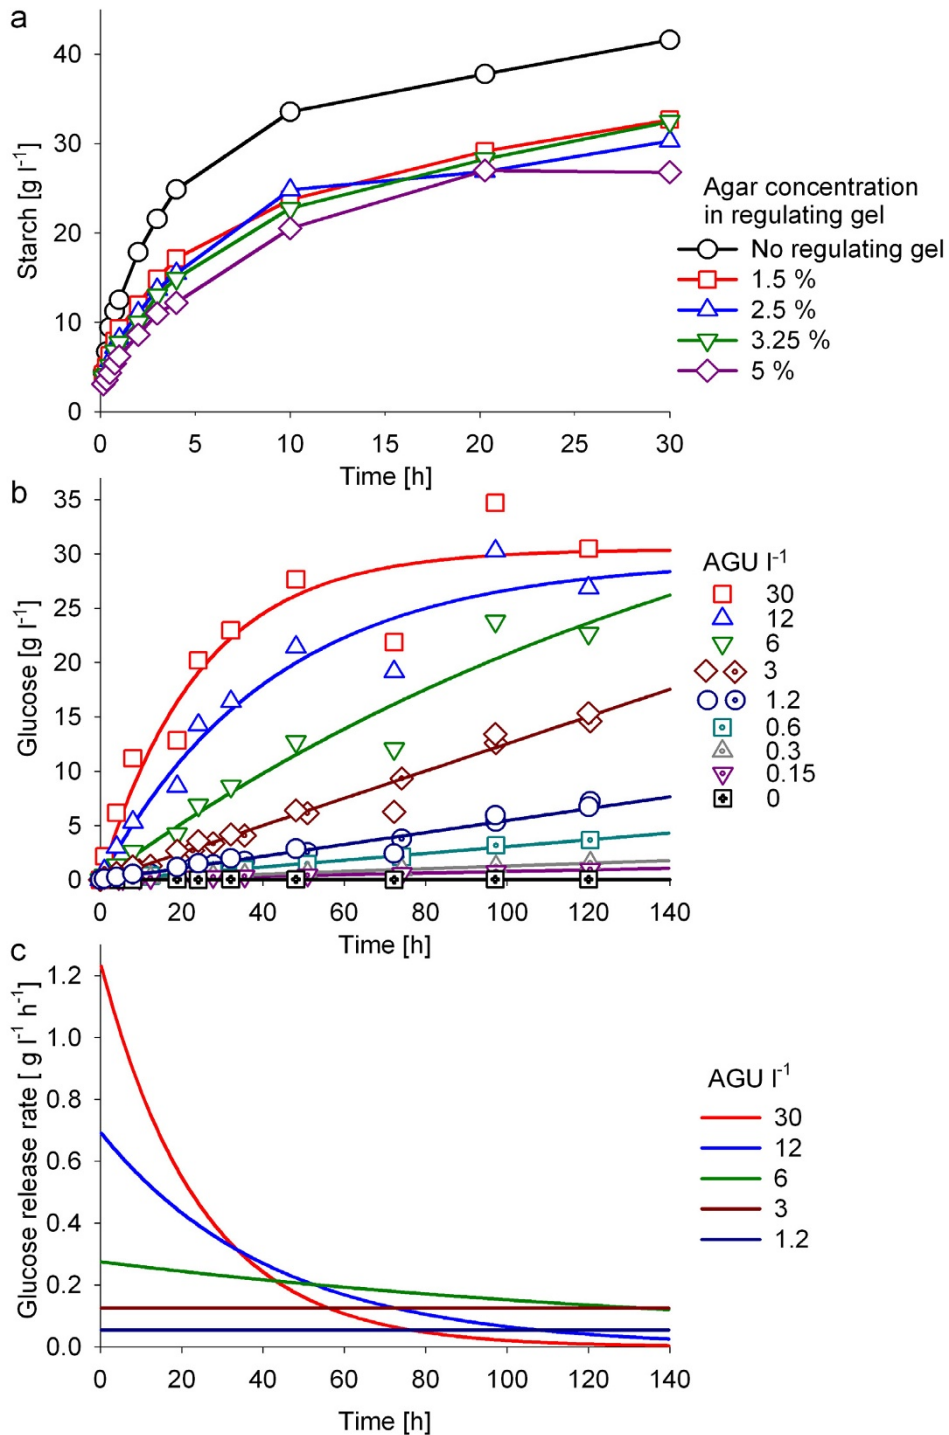 a
40
30
20
10
0
Starch [g l⁻¹]
0 5 10 15 20 25 30
Time [h]
Agar concentration
in regulating gel
No regulating gel
1.5 %
2.5 %
3.25 %
5 %
b
35
30
25
20
15
10
5
0
Glucose [g l⁻¹]
0 20 40 60 80 100 120 140
Time [h]
AGU l⁻¹
30
12
6
3
1.2
0.6
0.3
0.15
0
c
1.2
1.0
0.8
0.6
0.4
0.2
0.0
Glucose release rate [ g l⁻¹ h⁻¹]
0 20 40 60 80 100 120 140
Time [h]
AGU l⁻¹
30
12
6
3
1.2